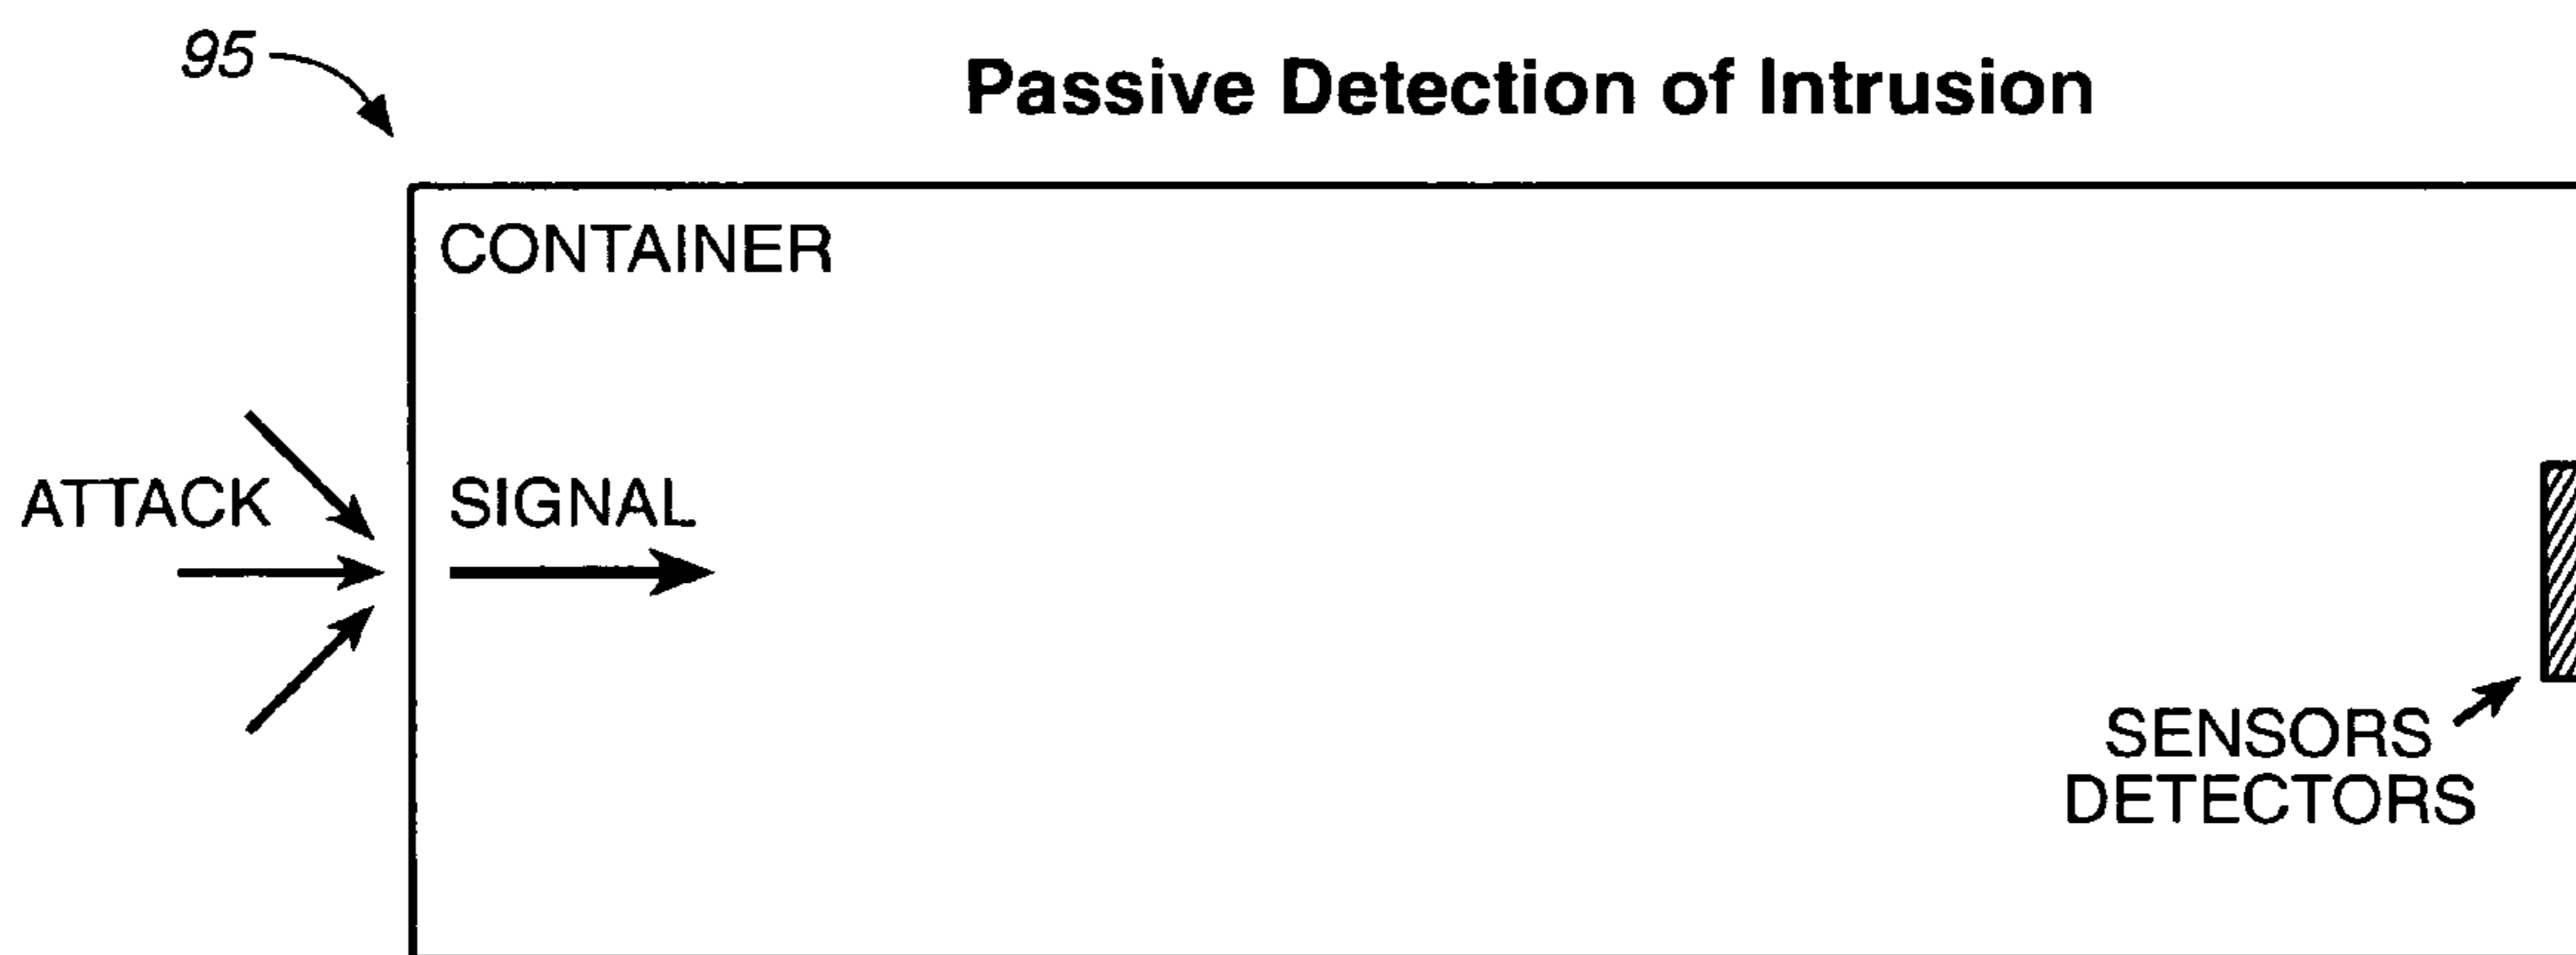 95
Passive Detection of Intrusion
CONTAINER
ATTACK
SIGNAL
SENSORS
DETECTORS